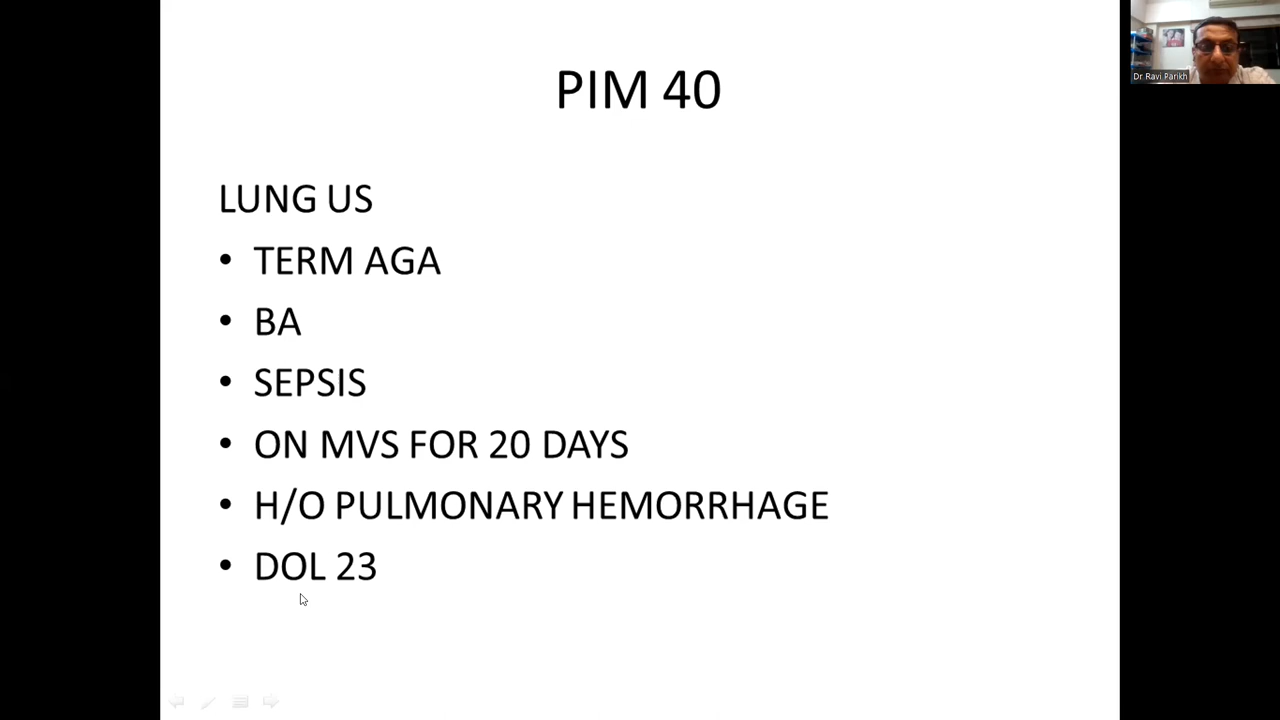 PIM 40
Dr Ravi Parikh
LUNG US
• TERM AGA
• BA
• SEPSIS
• ON MVS FOR 20 DAYS
• H/O PULMONARY HEMORRHAGE
• DOL 23